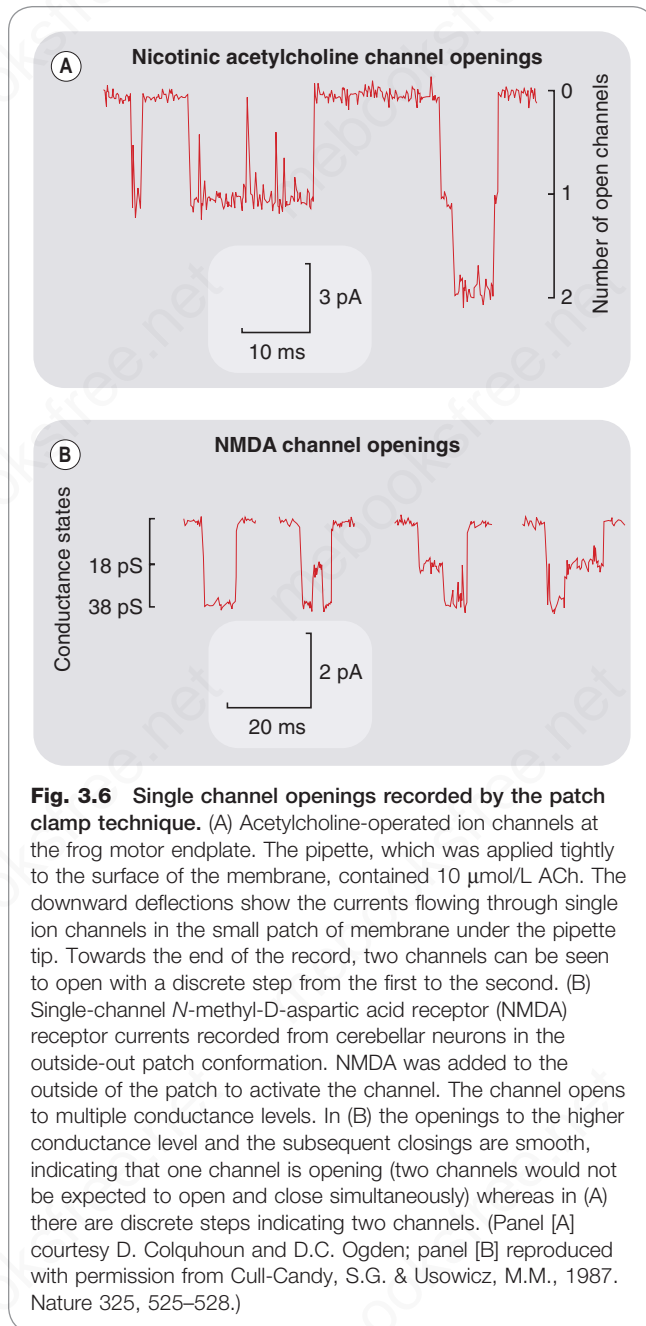 A
Nicotinic acetylcholine channel openings
0
1
2
Number of open channels
3 pA
10 ms
B
NMDA channel openings
Conductance states
18 pS
38 pS
2 pA
20 ms
Fig. 3.6 Single channel openings recorded by the patch
clamp technique. (A) Acetylcholine-operated ion channels at
the frog motor endplate. The pipette, which was applied tightly
to the surface of the membrane, contained 10 μmol/L ACh. The
downward deflections show the currents flowing through single
ion channels in the small patch of membrane under the pipette
tip. Towards the end of the record, two channels can be seen
to open with a discrete step from the first to the second. (B)
Single-channel N-methyl-D-aspartic acid receptor (NMDA)
receptor currents recorded from cerebellar neurons in the
outside-out patch conformation. NMDA was added to the
outside of the patch to activate the channel. The channel opens
to multiple conductance levels. In (B) the openings to the higher
conductance level and the subsequent closings are smooth,
indicating that one channel is opening (two channels would not
be expected to open and close simultaneously) whereas in (A)
there are discrete steps indicating two channels. (Panel [A]
courtesy D. Colquhoun and D.C. Ogden; panel [B] reproduced
with permission from Cull-Candy, S.G. & Usowicz, M.M., 1987.
Nature 325, 525–528.)
mebooksfree.net